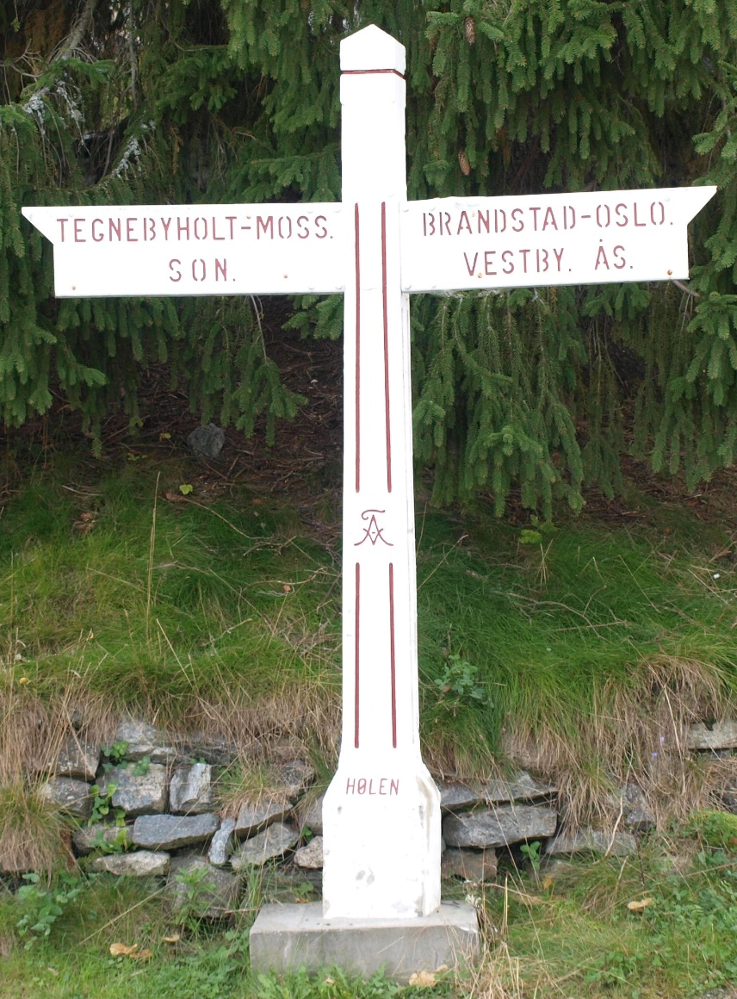 TEGNEBYHOLT-MOSS.
SON.
BRANDSTAD-OSLO.
VESTBY. ÅS.
HØLEN